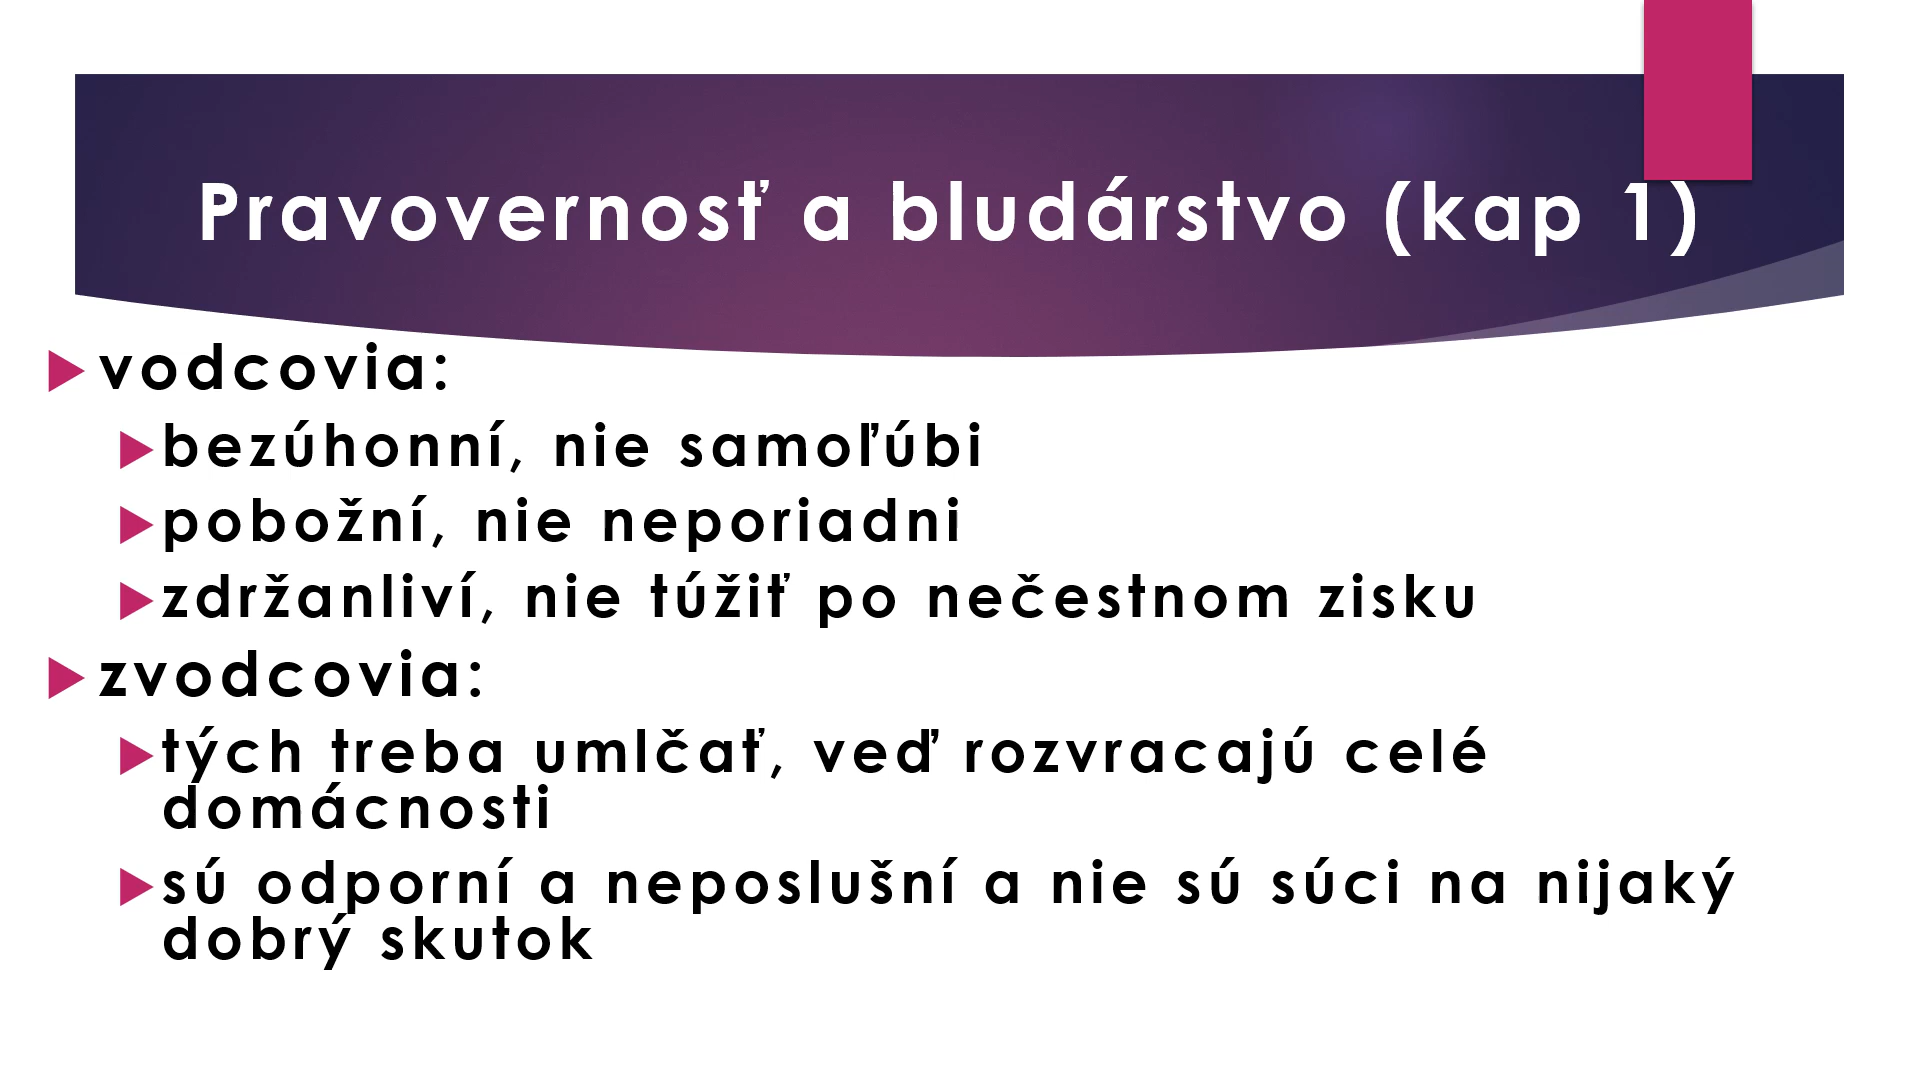 Pravovernosť a bludárstvo (kap 1)
vodcovia:
bezúhonní, nie samoľúbi
pobožní, nie neporiadni
zdržanliví, nie túžiť po nečestnom zisku
zvodcovia:
tých treba umlčať, veď rozvracajú celé
domácnosti
sú odporní a neposlušní a nie sú súci na nijaký
dobrý skutok